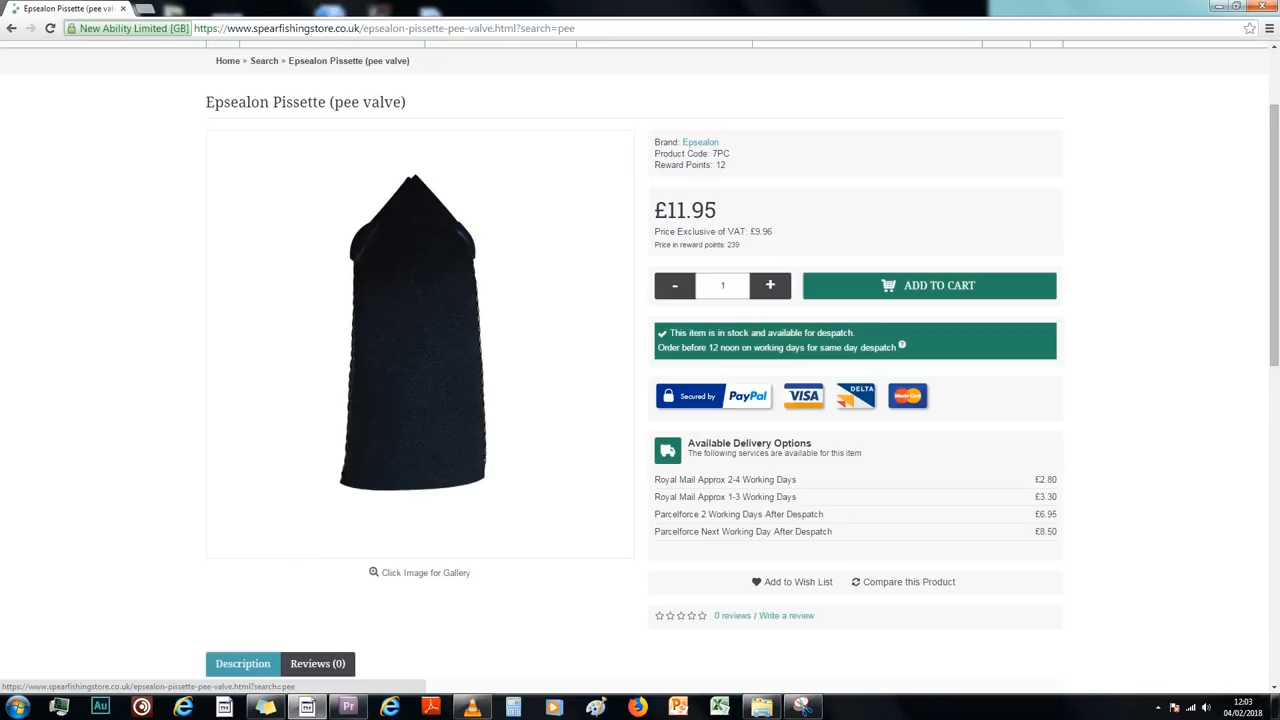 Epsealon Pissette (pee val
New Ability Limited [GB] https://www.spearfishingstore.co.uk/epsealon-pissette-pee-valve.html?search=pee
Home » Search » Epsealon Pissette (pee valve)
Epsealon Pissette (pee valve)
Brand: Epsealon
Product Code: 7PC
Reward Points: 12
£11.95
Price Exclusive of VAT: £9.96
Price in reward points: 239
- 1 + ADD TO CART
This item is in stock and available for despatch.
Order before 12 noon on working days for same day despatch ?
Secured by PayPal VISA DELTA MasterCard
Available Delivery Options
The following services are available for this item
Royal Mail Approx 2-4 Working Days £2.80
Royal Mail Approx 1-3 Working Days £3.30
Parcelforce 2 Working Days After Despatch £6.95
Parcelforce Next Working Day After Despatch £8.50
Click Image for Gallery
Add to Wish List Compare this Product
0 reviews / Write a review
Description Reviews (0)
https://www.spearfishingstore.co.uk/epsealon-pissette-pee-valve.html?search=pee
Au Pr
12:03
04/02/2018